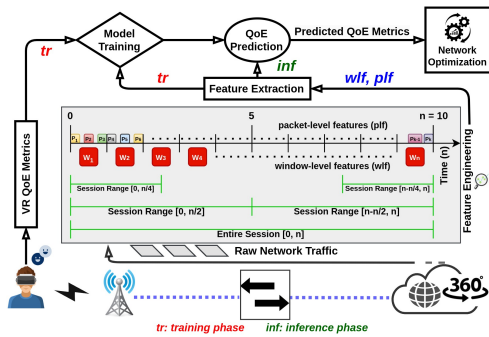 tr
Model
Training
QoE
Prediction
Predicted QoE Metrics
Network
Optimization
inf
tr
Feature Extraction
wlf, plf
VR QoE Metrics
0
5
n = 10
P1 P2 P3 P4 P5 P6
packet-level features (plf)
Pk-1 Pk
W1 W2 W3 W4
window-level features (wlf)
Wn
Time (n)
Feature Engineering
Session Range [0, n/4]
Session Range [n-n/4, n]
Session Range [0, n/2]
Session Range [n-n/2, n]
Entire Session [0, n]
Raw Network Traffic
360°
tr: training phase
inf: inference phase